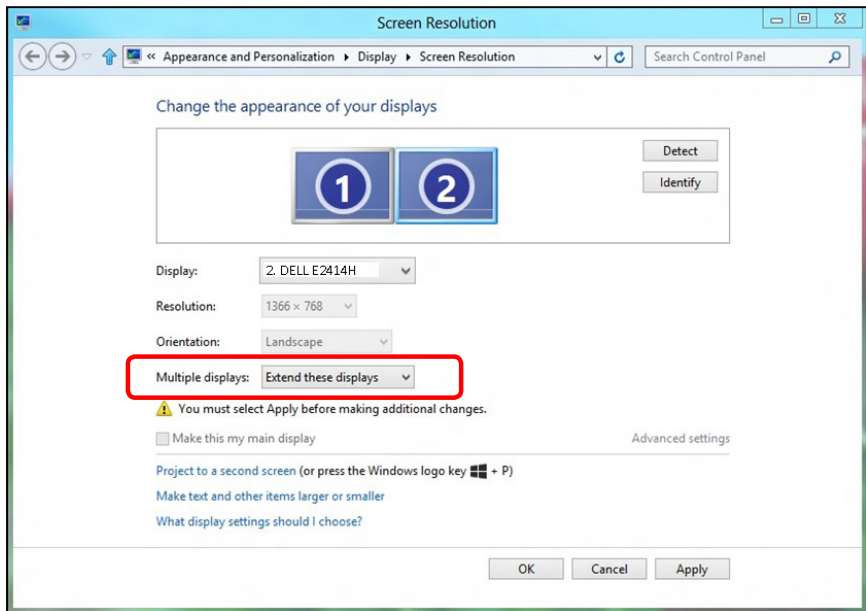 Screen Resolution
« Appearance and Personalization Display Screen Resolution Search Control Panel
Change the appearance of your displays
1 2
Detect
Identify
Display: 2. DELL E2414H
Resolution: 1366 × 768
Orientation: Landscape
Multiple displays: Extend these displays
You must select Apply before making additional changes.
Make this my main display Advanced settings
Project to a second screen (or press the Windows logo key + P)
Make text and other items larger or smaller
What display settings should I choose?
OK Cancel Apply